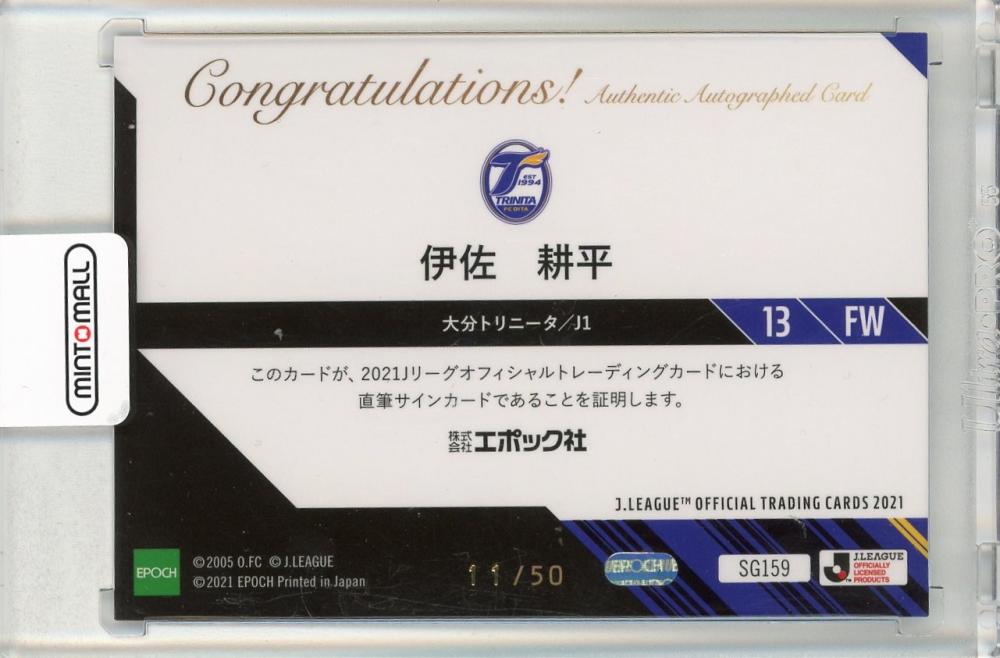 Congratulations! Authentic Autographed Card
EST
1994
TRINITA
FC OITA
伊佐 耕平
大分トリニータ/J1
13
FW
このカードが、2021Jリーグオフィシャルトレーディングカードにおける
直筆サインカードであることを証明します。
株式会社エポック社
J.LEAGUE™ OFFICIAL TRADING CARDS 2021
EPOCH
©2005 O.FC ©J.LEAGUE
©2021 EPOCH Printed in Japan
11/50
EPOCH
SG159
J.LEAGUE
OFFICIALLY
LICENSED
PRODUCTS
MINTMALL
UltraPRO